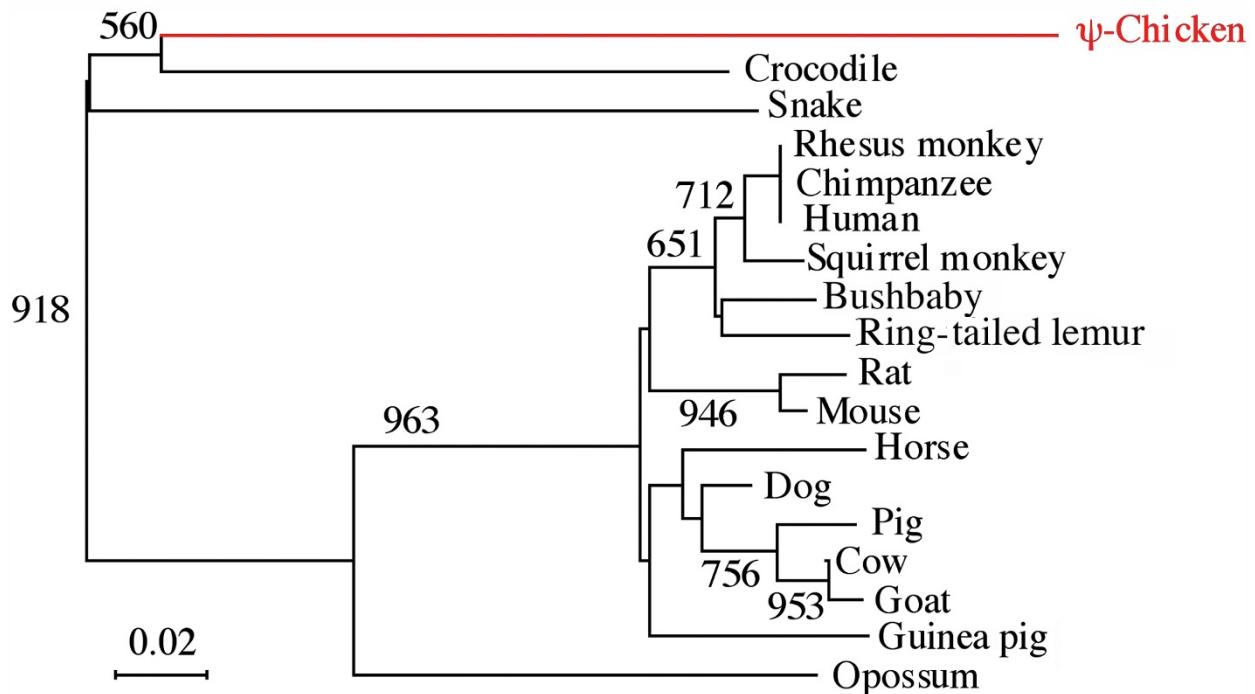 560
ψ-Chicken
Crocodile
Snake
Rhesus monkey
Chimpanzee
712
Human
651
Squirrel monkey
Bushbaby
918
Ring-tailed lemur
Rat
946
Mouse
963
Horse
Dog
Pig
Cow
756
953
Goat
Guinea pig
0.02
Opossum